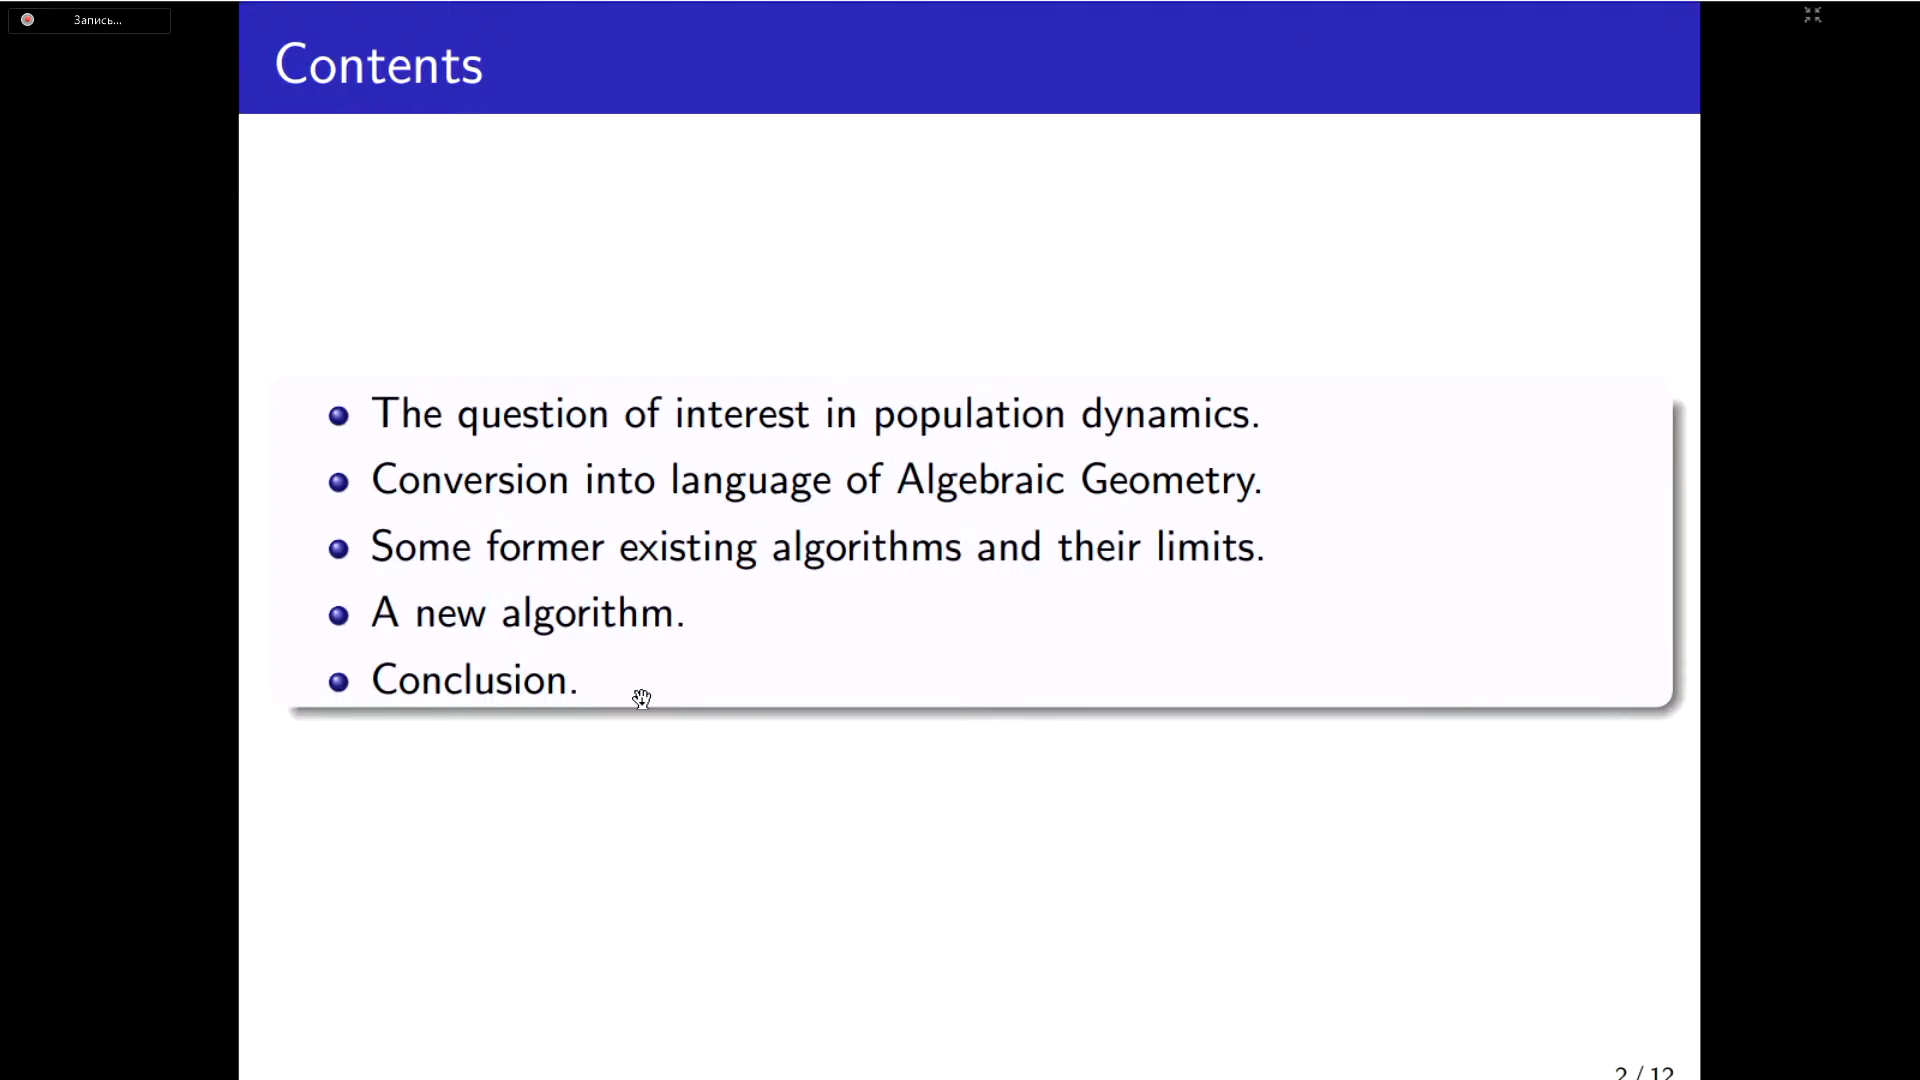 Запись...
Contents
The question of interest in population dynamics.
Conversion into language of Algebraic Geometry.
Some former existing algorithms and their limits.
A new algorithm.
Conclusion.
2 / 12